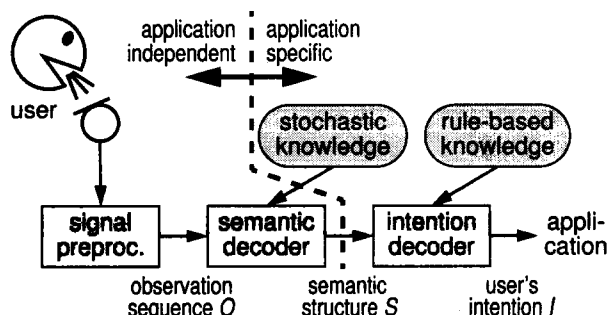 application
independent
application
specific
user
stochastic
knowledge
rule-based
knowledge
signal
preproc.
semantic
decoder
intention
decoder
appli-
cation
observation
sequence O
semantic
structure S
user's
intention I